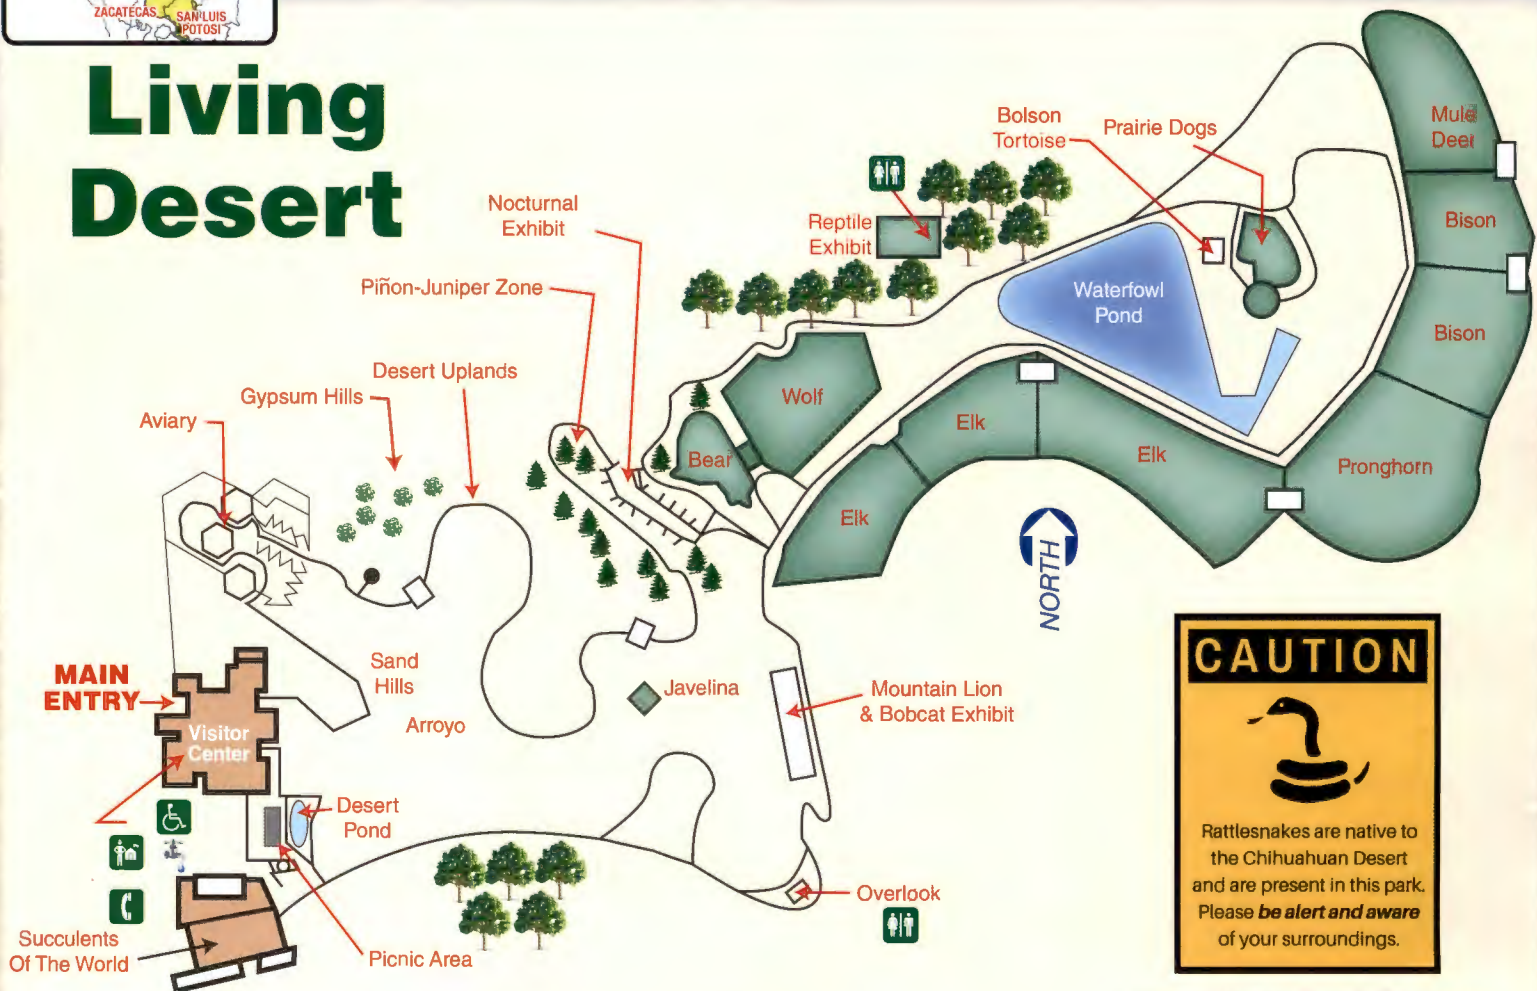 ZACATECAS
SAN LUIS
POTOSI
Living
Desert
Bolson
Tortoise
Prairie Dogs
Mule
Deer
Nocturnal
Exhibit
Reptile
Exhibit
Bison
Piñon-Juniper Zone
Waterfowl
Pond
Bison
Desert Uplands
Gypsum Hills
Wolf
Aviary
Elk
Bear
Elk
Pronghorn
Elk
NORTH
MAIN
ENTRY
Sand
Hills
Javelina
Mountain Lion
& Bobcat Exhibit
Arroyo
Visitor
Center
Desert
Pond
Overlook
Succulents
Of The World
Picnic Area
CAUTION
Rattlesnakes are native to
the Chihuahuan Desert
and are present in this park.
Please be alert and aware
of your surroundings.